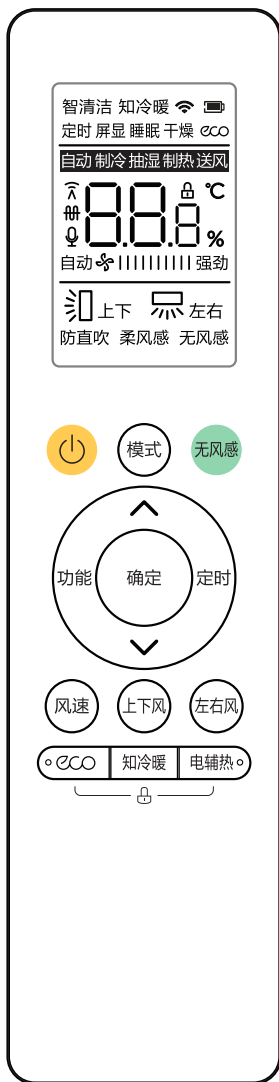 智清洁 知冷暖
定时 屏显 睡眠 干燥 eco
自动 制冷 抽湿 制热 送风
88.8 ℃
%
自动 强劲
上下 左右
防直吹 柔风感 无风感
模式 无风感
功能 确定 定时
风速 上下风 左右风
eco 知冷暖 电辅热